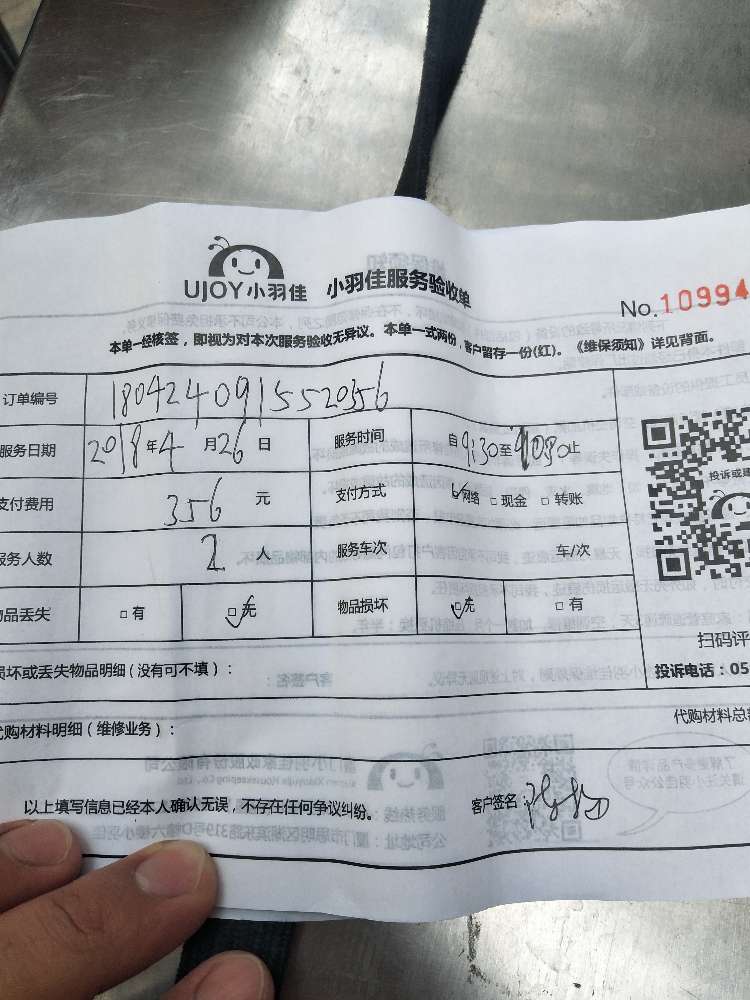 UJOY小羽佳 小羽佳服务验收单
No.10994
本单一经核签，即视为对本次服务验收无异议。本单一式两份，客户留存一份(红)。《维保须知》详见背面。
订单编号 1804240915520356
服务日期 2018年4月26日 服务时间 自9:30至10:30止
支付费用 356元 支付方式 ☑网络 □现金 □转账
服务人数 2人 服务车次 车/次
物品丢失 □有 ☑无 物品损坏 ☑无 □有
投诉或建
扫码评
损坏或丢失物品明细(没有可不填)： 投诉电话：05
代购材料明细(维修业务)： 代购材料总
以上填写信息已经本人确认无误，不存在任何争议纠纷。 客户签名：